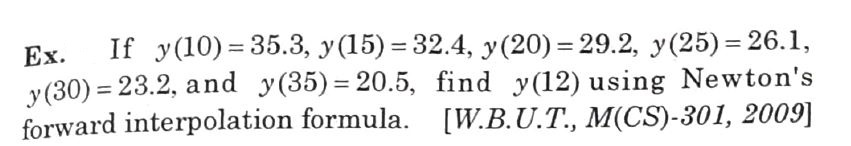 Ex. If y(10) = 35.3, y(15) = 32.4, y(20) = 29.2, y(25) = 26.1,
y(30) = 23.2, and y(35) = 20.5, find y(12) using Newton's
forward interpolation formula. [W.B.U.T., M(CS)-301, 2009]